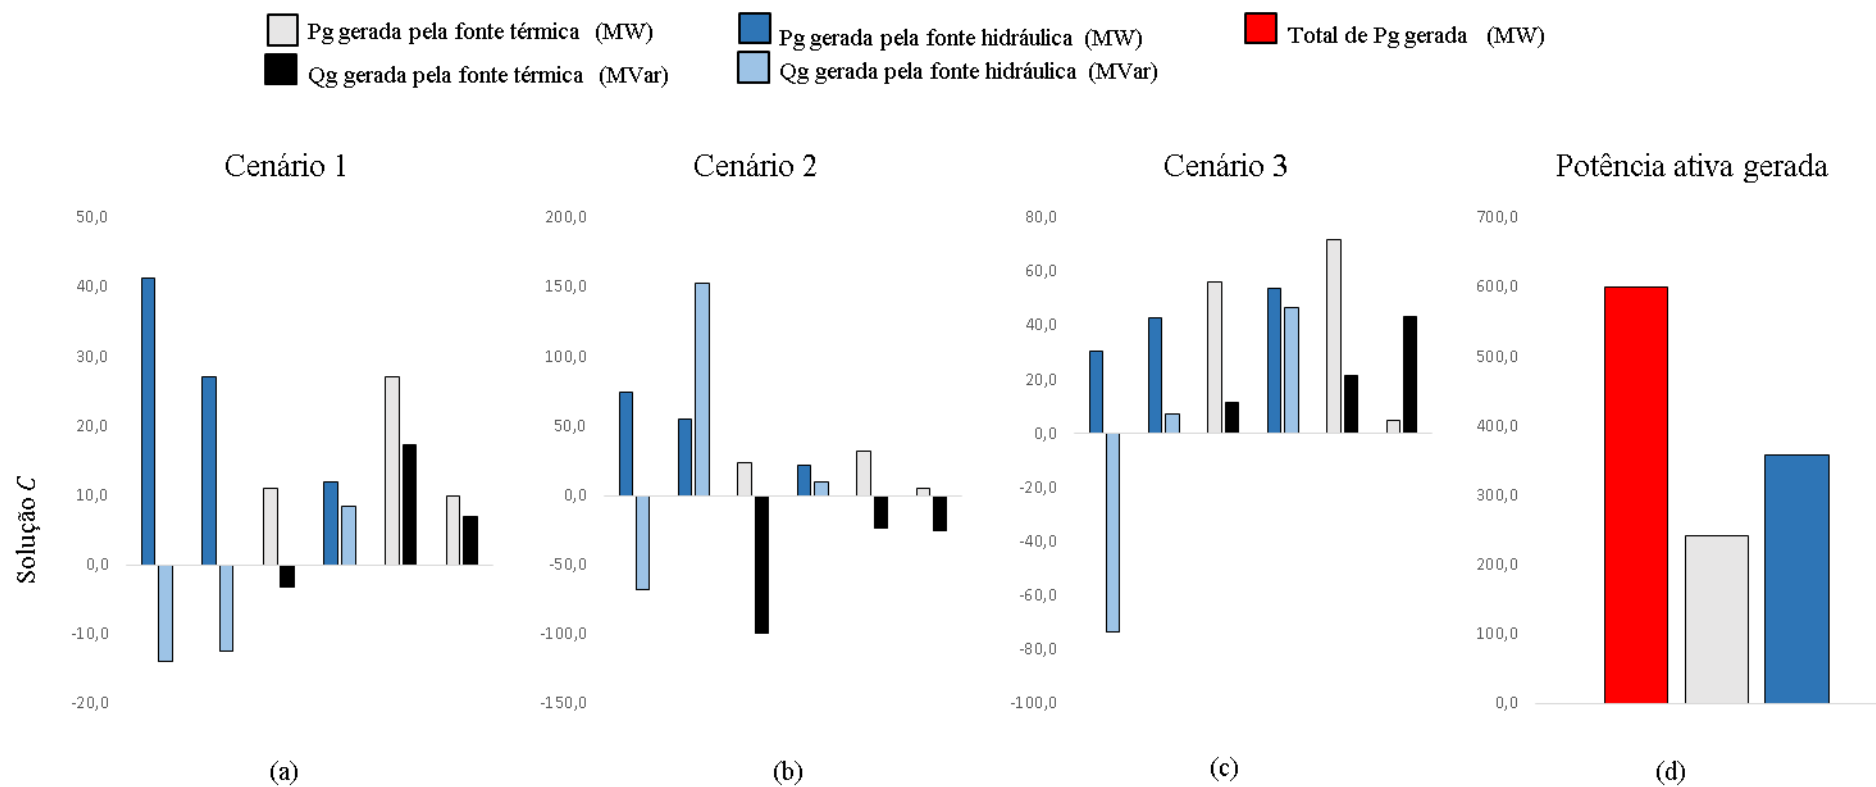 Pg gerada pela fonte térmica (MW)
Qg gerada pela fonte térmica (MVar)
Pg gerada pela fonte hidráulica (MW)
Qg gerada pela fonte hidráulica (MVar)
Total de Pg gerada (MW)
Solução C
Cenário 1
50,0
40,0
30,0
20,0
10,0
0,0
-10,0
-20,0
(a)
Cenário 2
200,0
150,0
100,0
50,0
0,0
-50,0
-100,0
-150,0
(b)
Cenário 3
80,0
60,0
40,0
20,0
0,0
-20,0
-40,0
-60,0
-80,0
-100,0
(c)
Potência ativa gerada
700,0
600,0
500,0
400,0
300,0
200,0
100,0
0,0
(d)